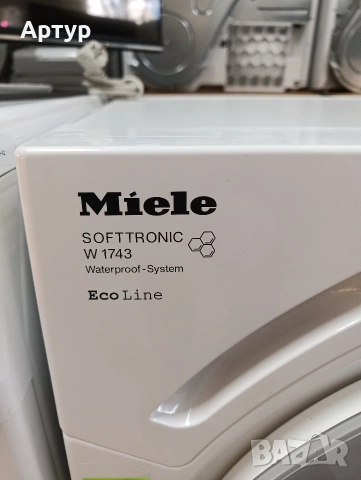 Артур
Miele
SOFTTRONIC
W 1743
Waterproof-System
Eco Line
BAZAR